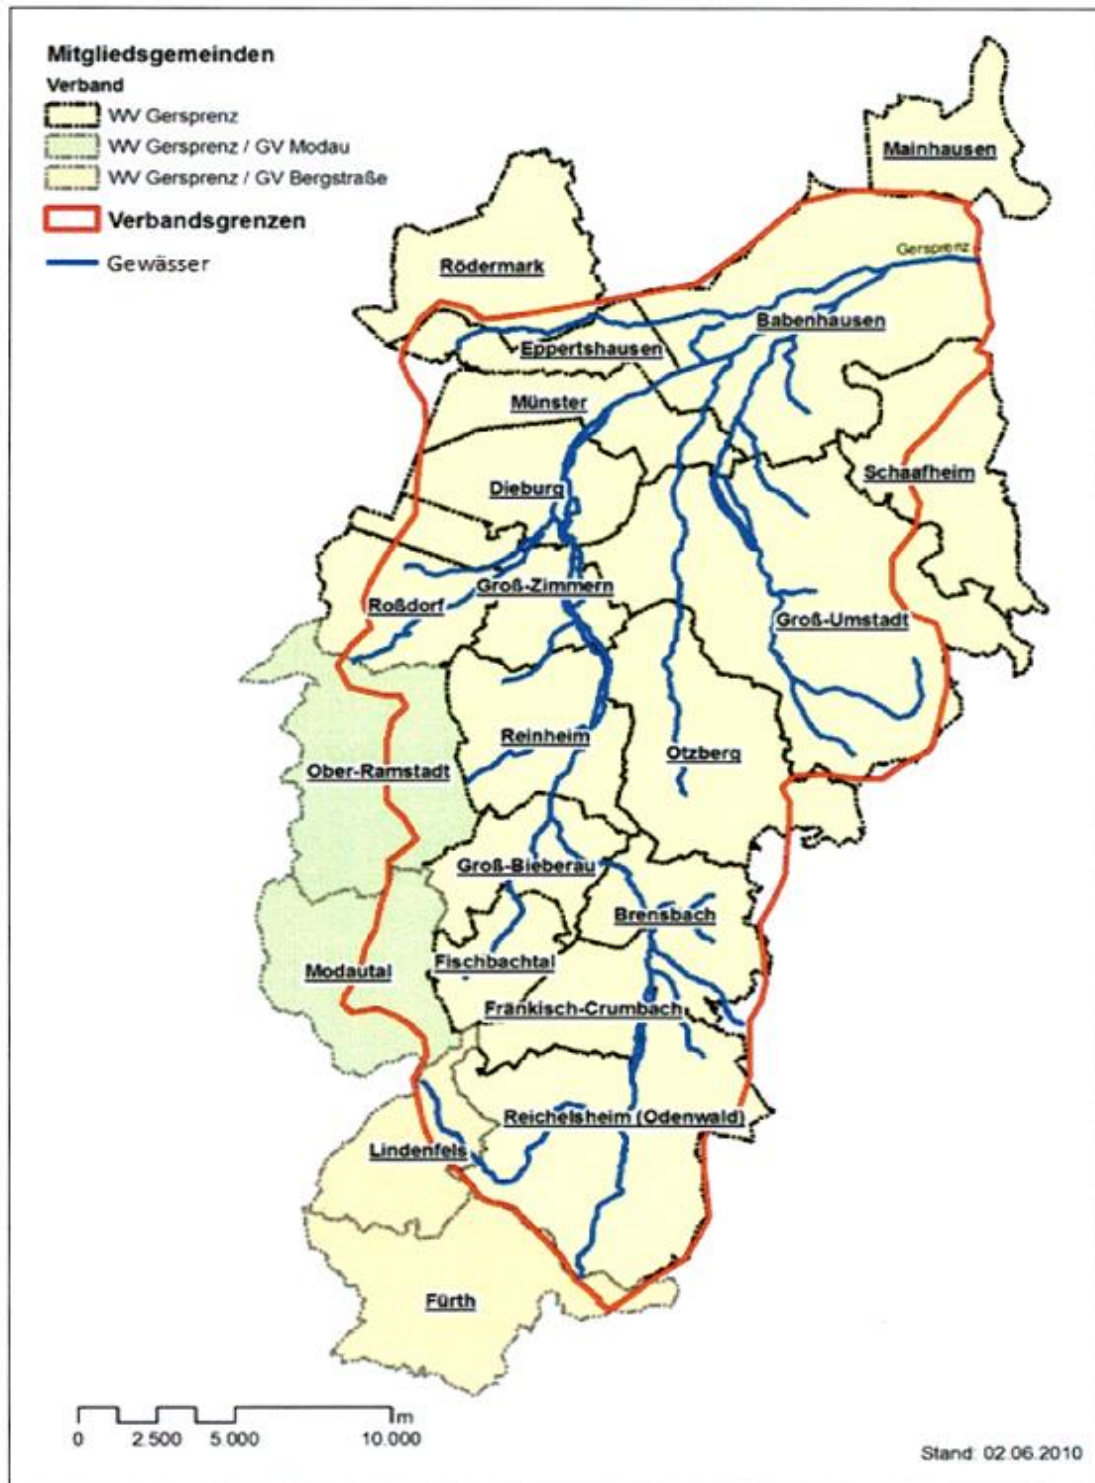 Mitgliedsgemeinden
Verband
WV Gersprenz
WV Gersprenz / GV Modau
WV Gersprenz / GV Bergstraße
Verbandsgrenzen
Gewässer
Mainhausen
Rödermark
Gersprenz
Babenhausen
Eppertshausen
Münster
Schaafheim
Dieburg
Groß-Zimmern
Roßdorf
Groß-Umstadt
Reinheim
Otzberg
Ober-Ramstadt
Groß-Bieberau
Brensbach
Fischbachtal
Modautal
Fränkisch-Crumbach
Reichelsheim (Odenwald)
Lindenfels
Fürth
m
0 2.500 5.000 10.000
Stand: 02.06.2010